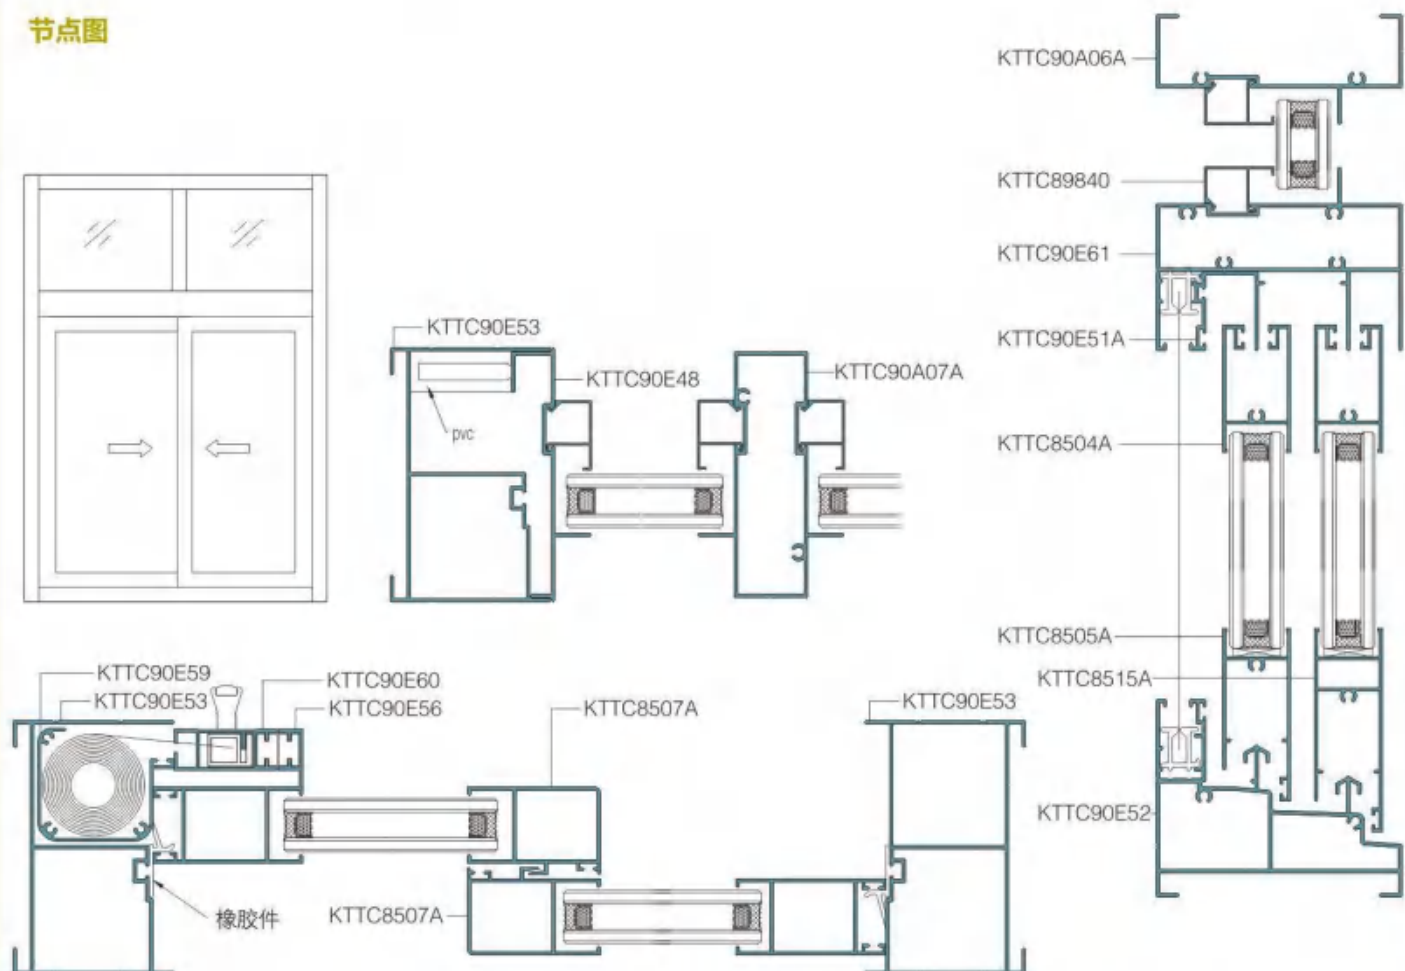 节点图
KTTC90A06A
KTTC89840
KTTC90E61
KTTC90E51A
KTTC90E53
KTTC90E48
KTTC90A07A
pvc
KTTC8504A
KTTC8505A
KTTC8515A
KTTC90E59
KTTC90E53
KTTC90E60
KTTC90E56
KTTC8507A
KTTC90E53
KTTC90E52
橡胶件
KTTC8507A